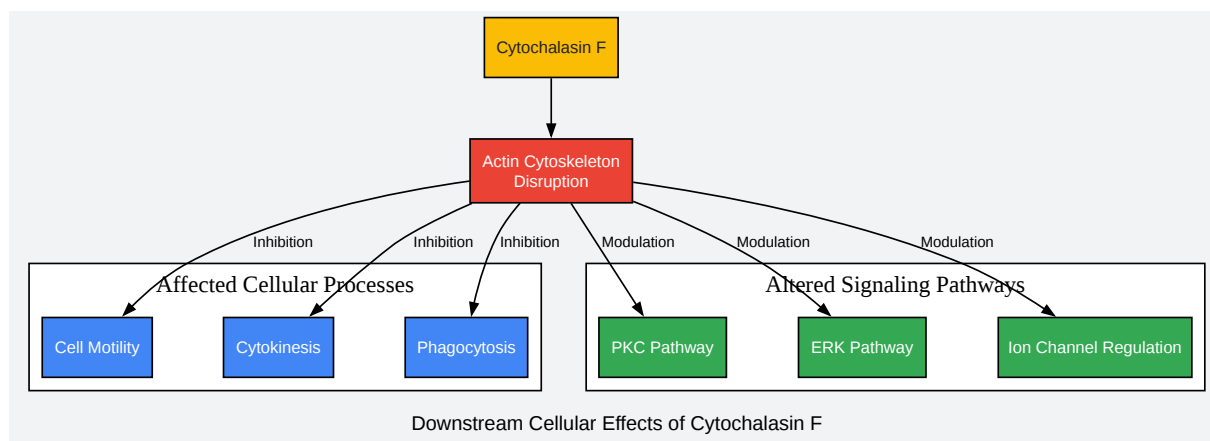 Cytochalasin F
Actin Cytoskeleton
Disruption
Inhibition
Inhibition
Inhibition
Modulation
Modulation
Modulation
Affected Cellular Processes
Altered Signaling Pathways
Cell Motility
Cytokinesis
Phagocytosis
PKC Pathway
ERK Pathway
Ion Channel Regulation
Downstream Cellular Effects of Cytochalasin F